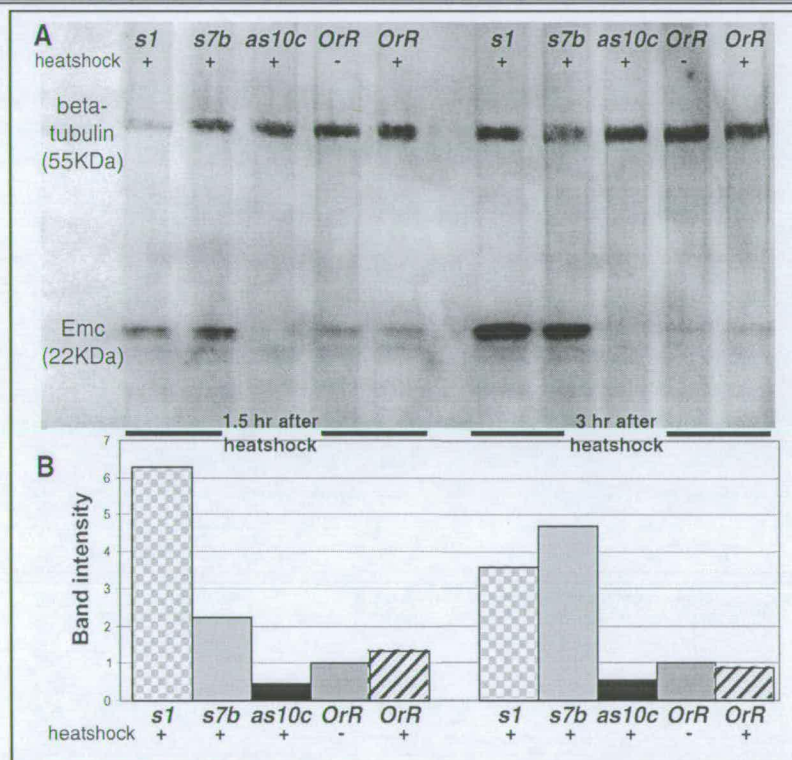 A
s1 s7b as10c OrR OrR s1 s7b as10c OrR OrR
heatshock + + + - + + + + - +
beta-
tubulin
(55KDa)
Emc
(22KDa)
1.5 hr after
heatshock
3 hr after
heatshock
B
Band intensity
7
6
5
4
3
2
1
0
s1 s7b as10c OrR OrR s1 s7b as10c OrR OrR
heatshock + + + - + + + + - +